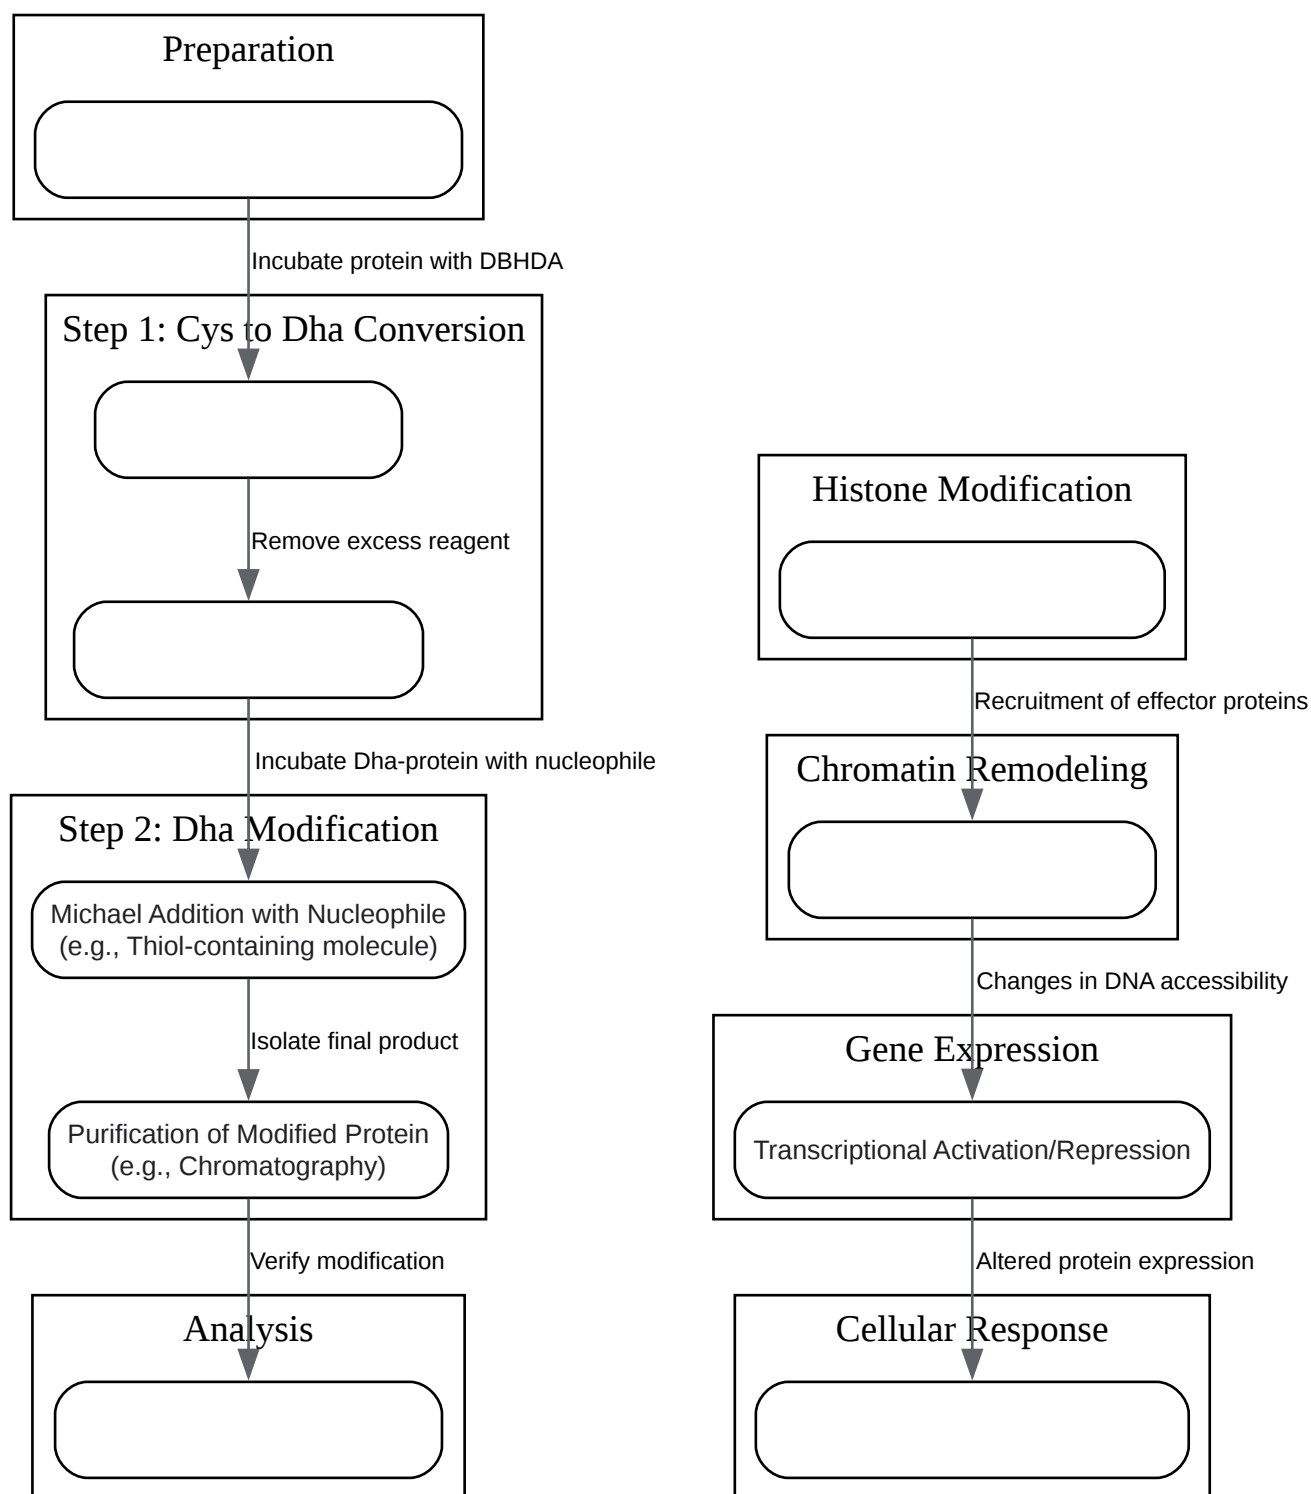 Preparation
Incubate protein with DBHDA
Step 1: Cys to Dha Conversion
Remove excess reagent
Incubate Dha-protein with nucleophile
Step 2: Dha Modification
Michael Addition with Nucleophile
(e.g., Thiol-containing molecule)
Isolate final product
Purification of Modified Protein
(e.g., Chromatography)
Verify modification
Analysis
Histone Modification
Recruitment of effector proteins
Chromatin Remodeling
Changes in DNA accessibility
Gene Expression
Transcriptional Activation/Repression
Altered protein expression
Cellular Response